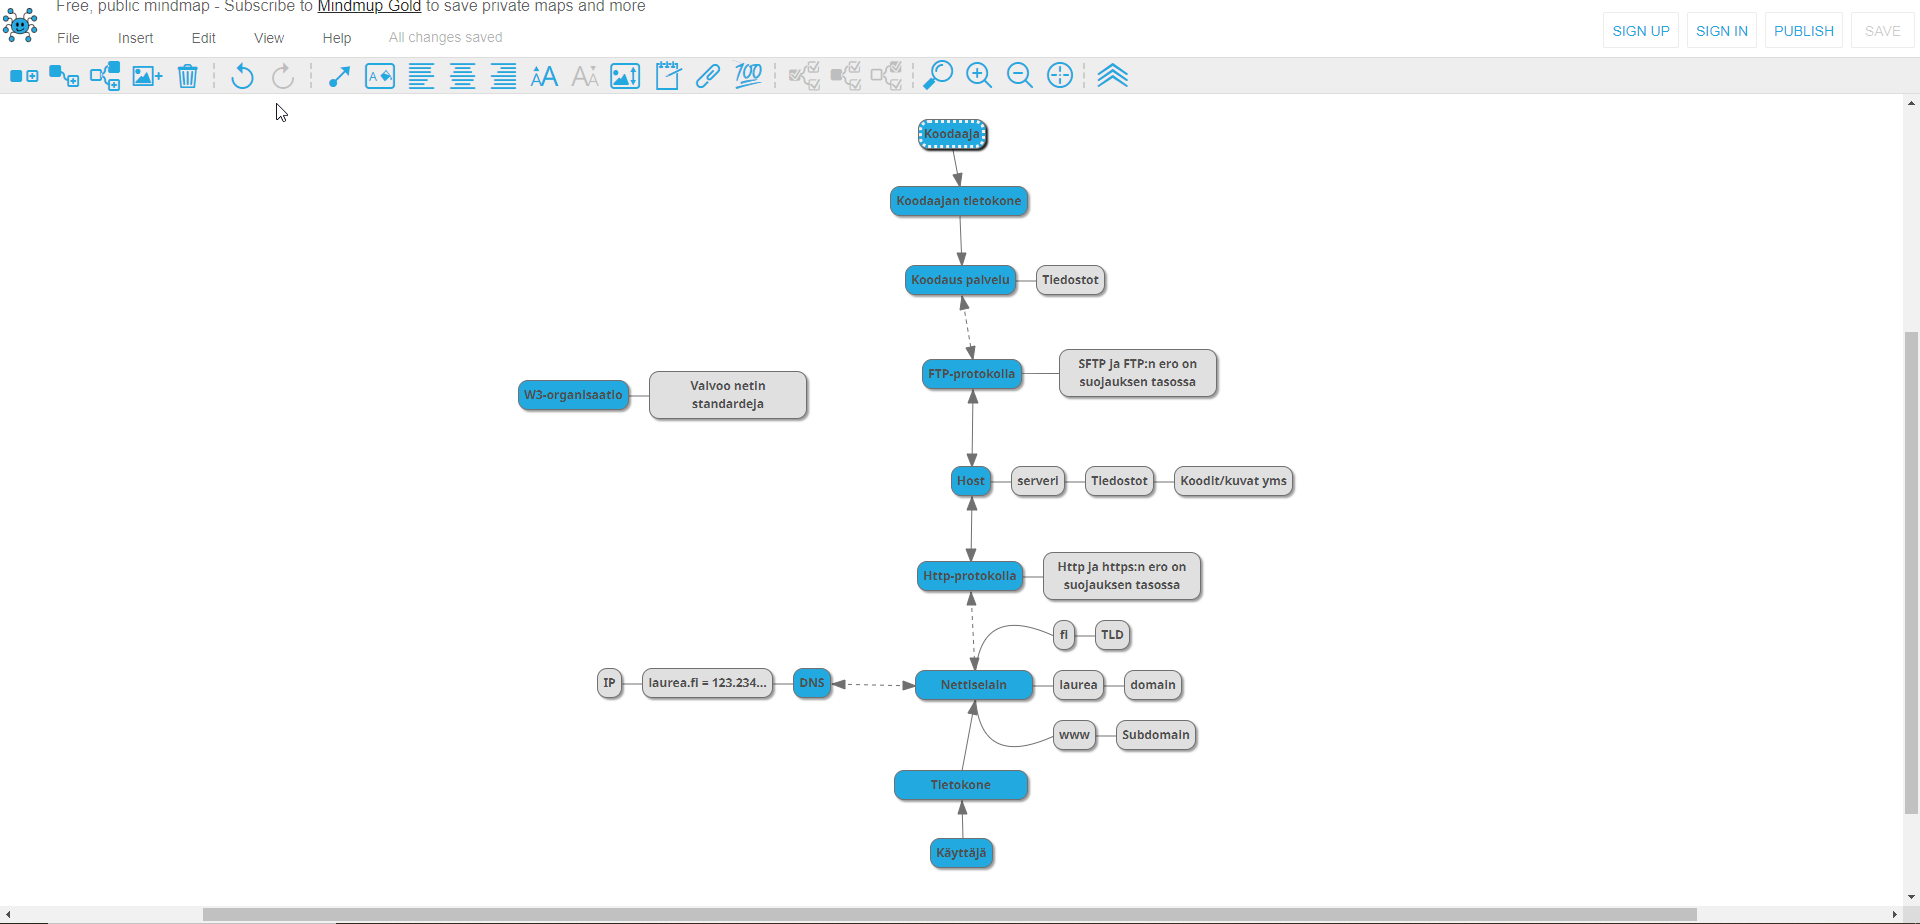 Free, public mindmap - Subscribe to Mindmup Gold to save private maps and more
File Insert Edit View Help All changes saved
SIGN UP SIGN IN PUBLISH SAVE
A AA AA 100
Koodaaja
Koodaajan tietokone
Koodaus palvelu Tiedostot
FTP-protokolla
SFTP ja FTP:n ero on
suojauksen tasossa
W3-organisaatio
Valvoo netin
standardeja
Host serveri Tiedostot Koodit/kuvat yms
Http-protokolla
Http ja https:n ero on
suojauksen tasossa
fi TLD
IP laurea.fi = 123.234... DNS Nettiselain laurea domain
www Subdomain
Tietokone
Käyttäjä